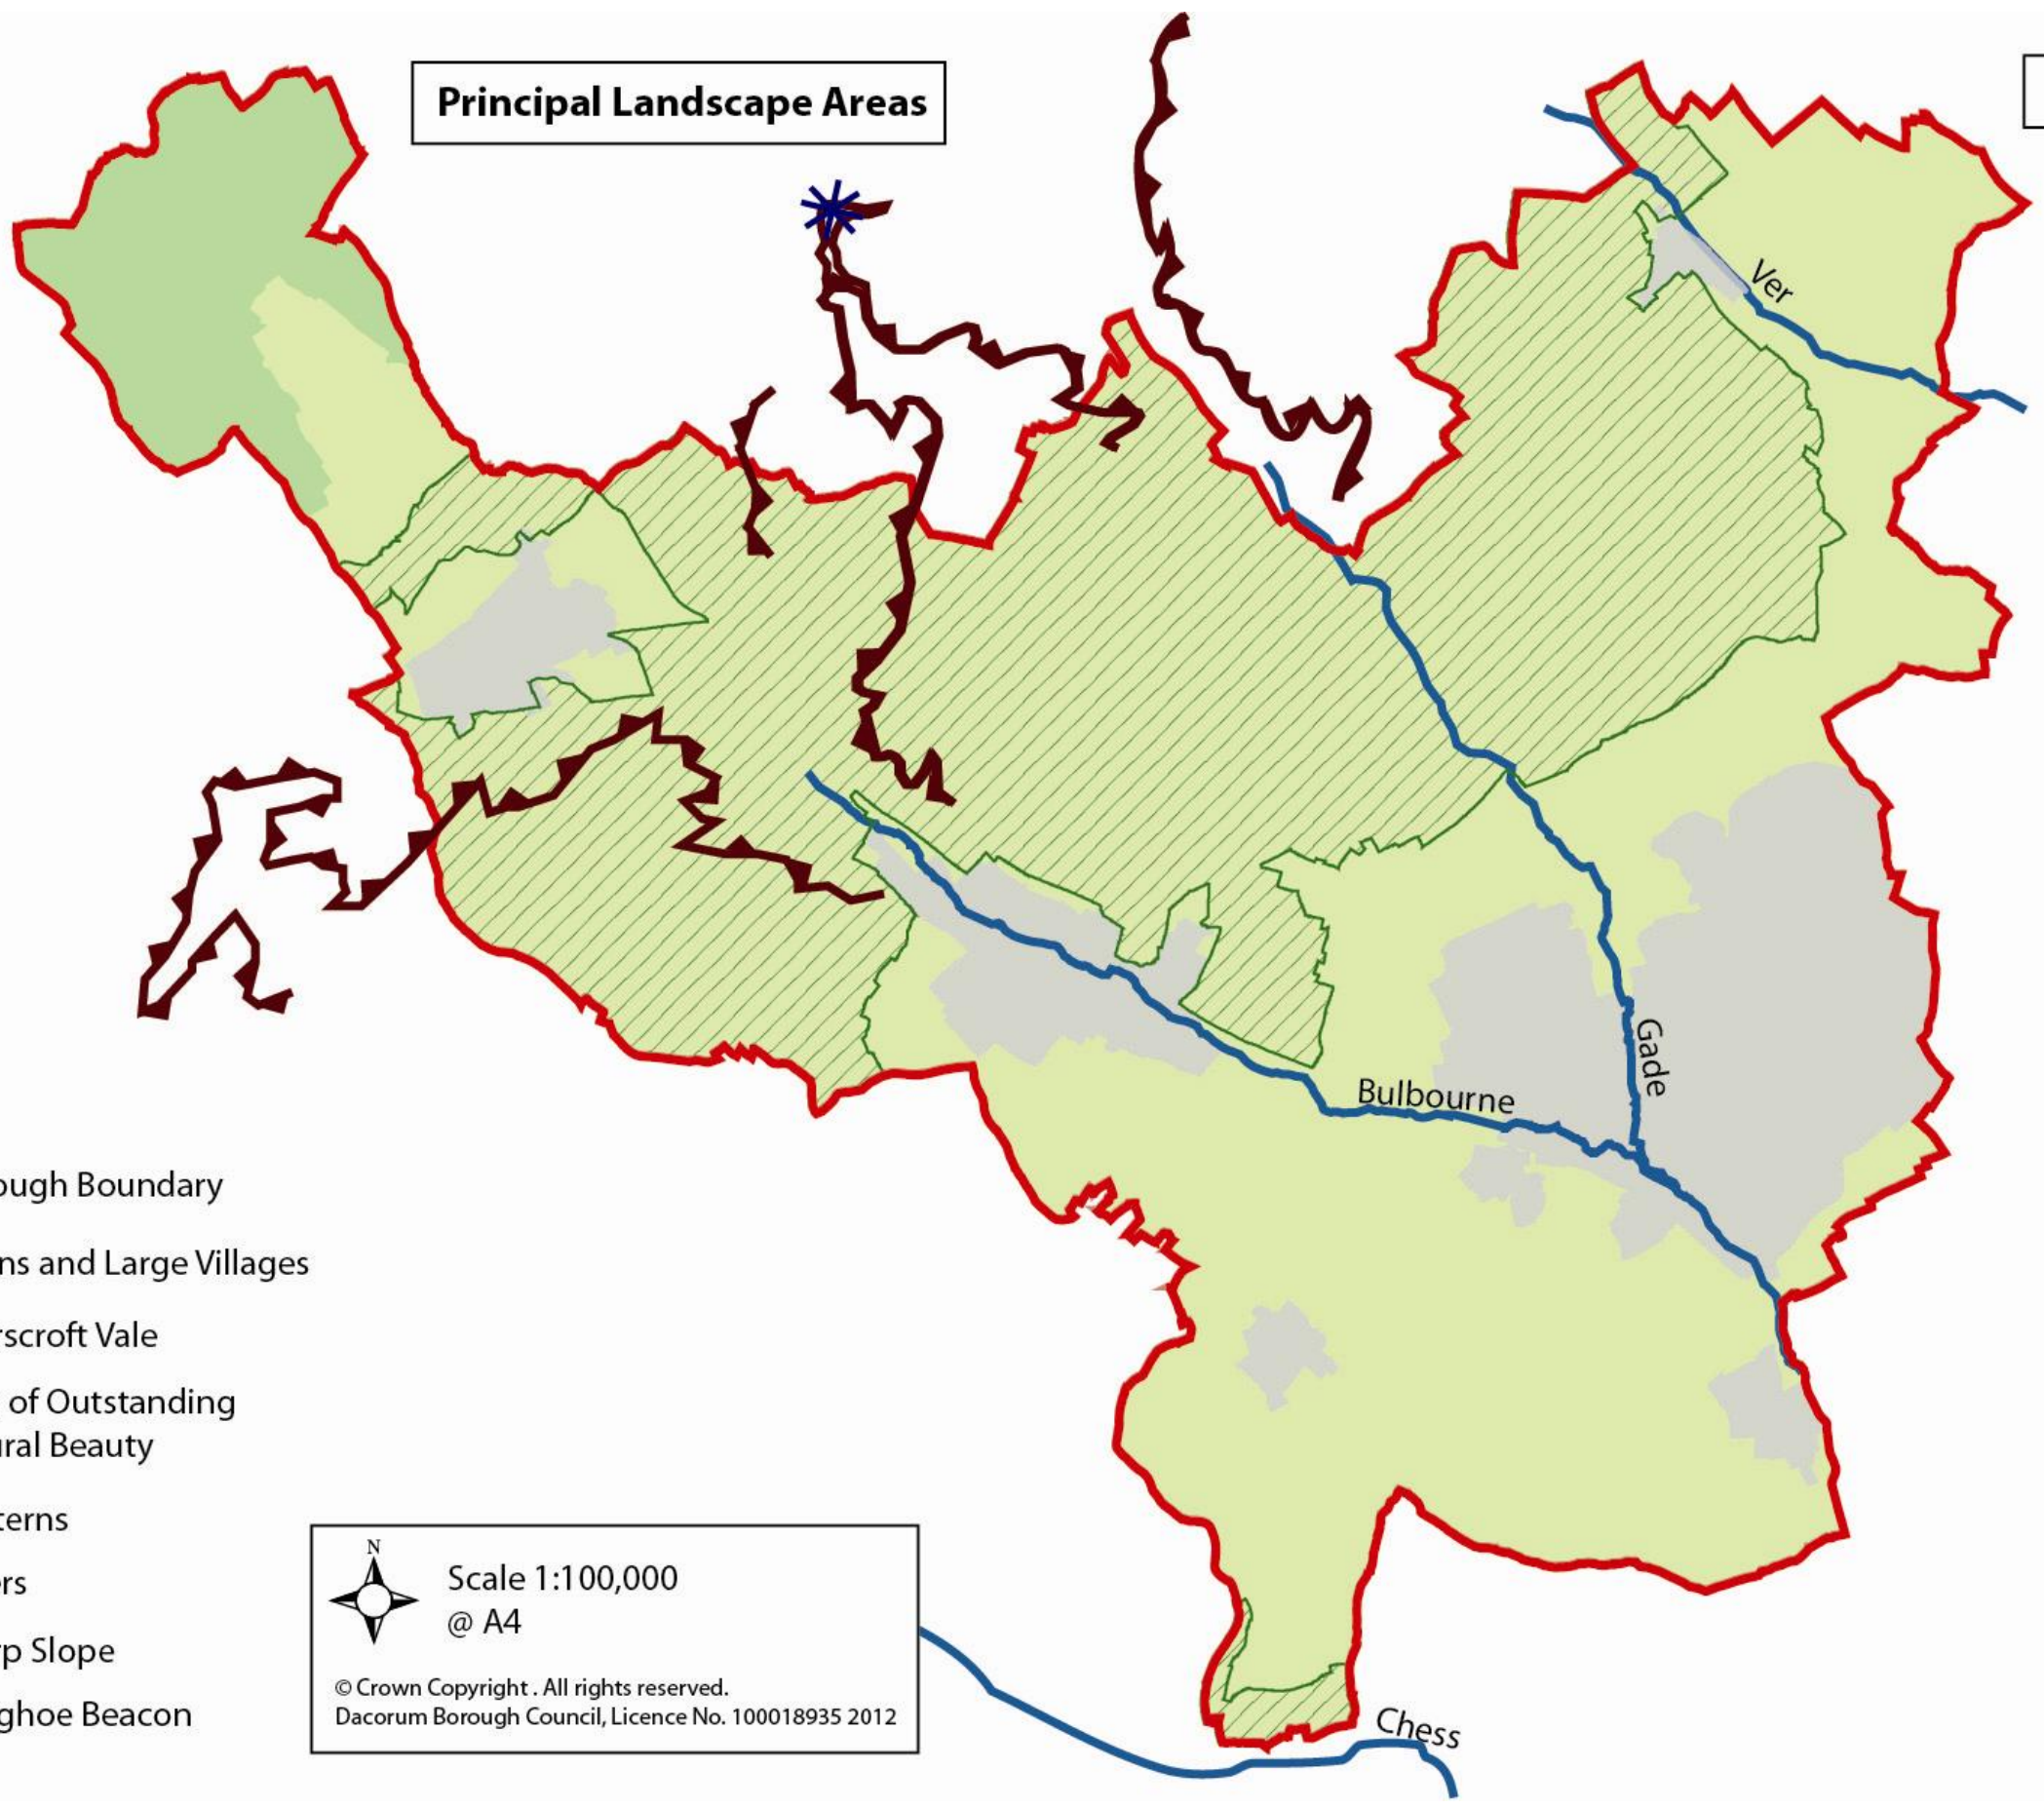 Principal Landscape Areas
Ver
Gade
Bulbourne
ough Boundary
ns and Large Villages
rscroft Vale
of Outstanding
ural Beauty
terns
rs
rp Slope
ghoe Beacon
N
Scale 1:100,000
@ A4
© Crown Copyright . All rights reserved.
Dacorum Borough Council, Licence No. 100018935 2012
Chess